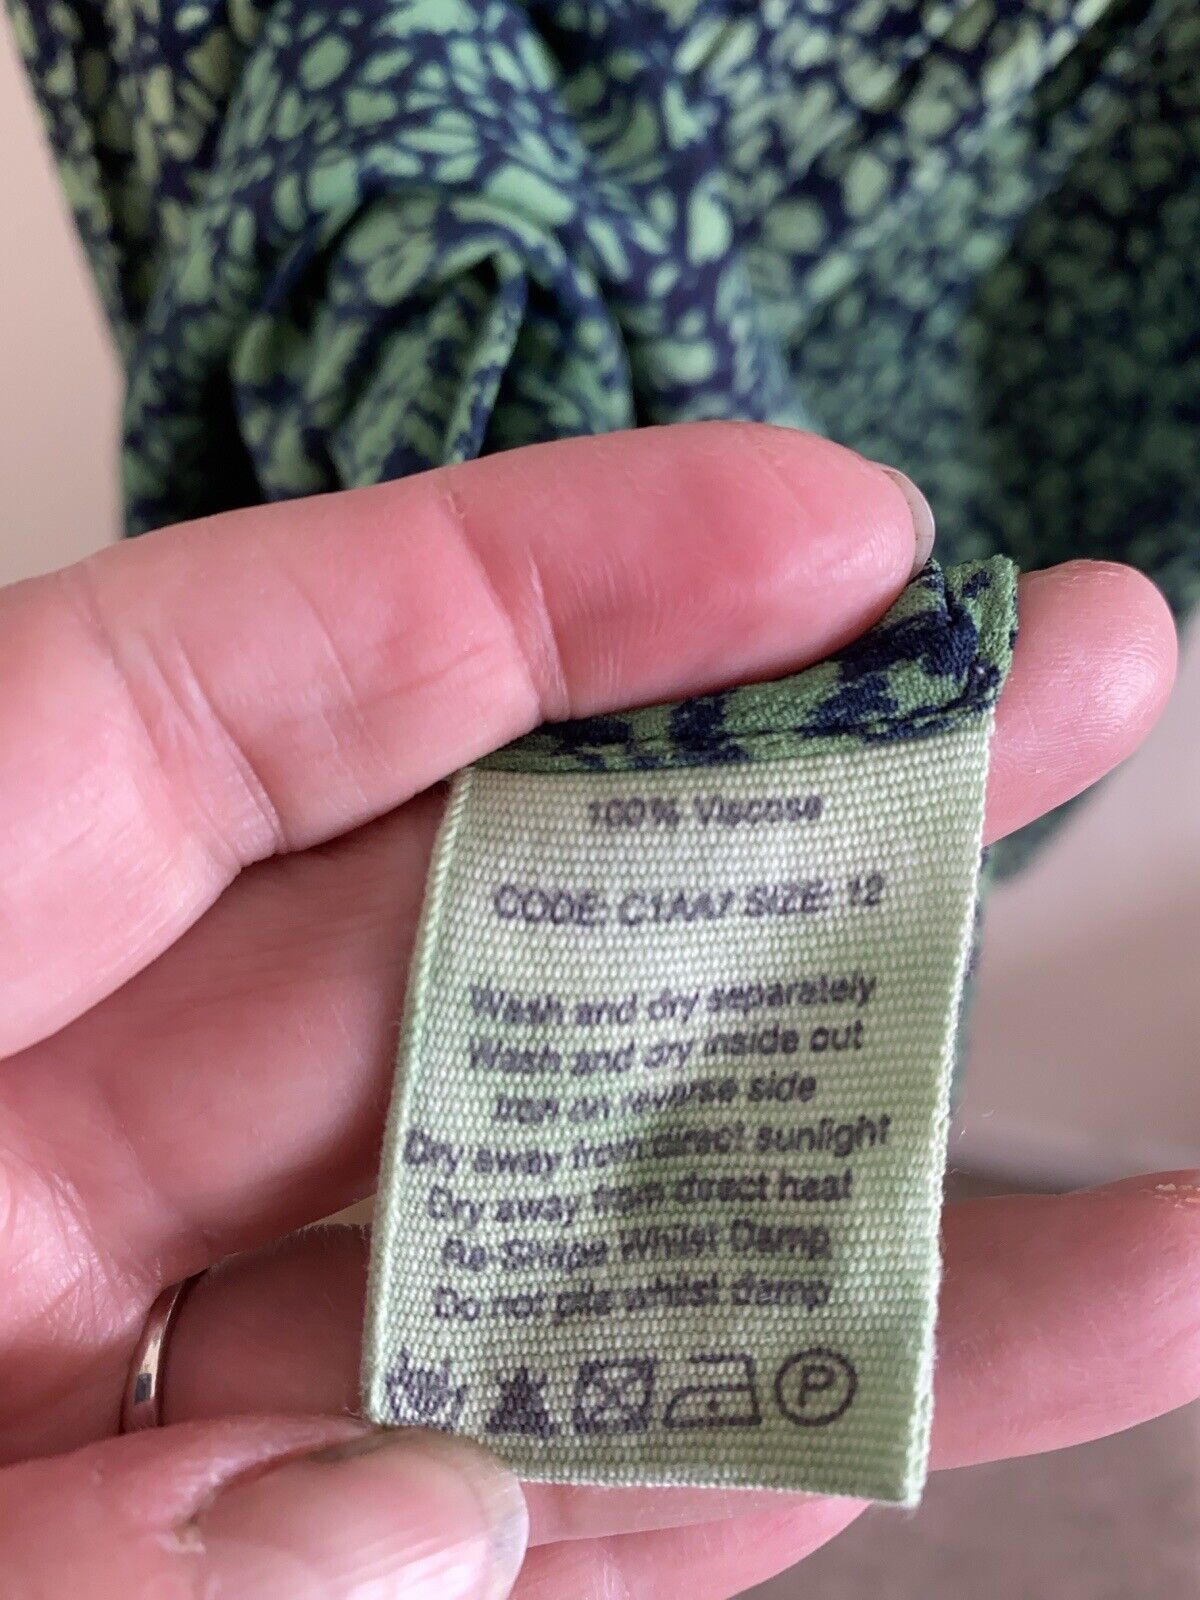 100% Viscose
CODE: C1AA7 SIZE: 12
Wash and dry separately
Wash and dry inside out
Iron on reverse side
Dry away from direct sunlight
Dry away from direct heat
Re-Shape Whilst Damp
Do not pile whilst damp
P